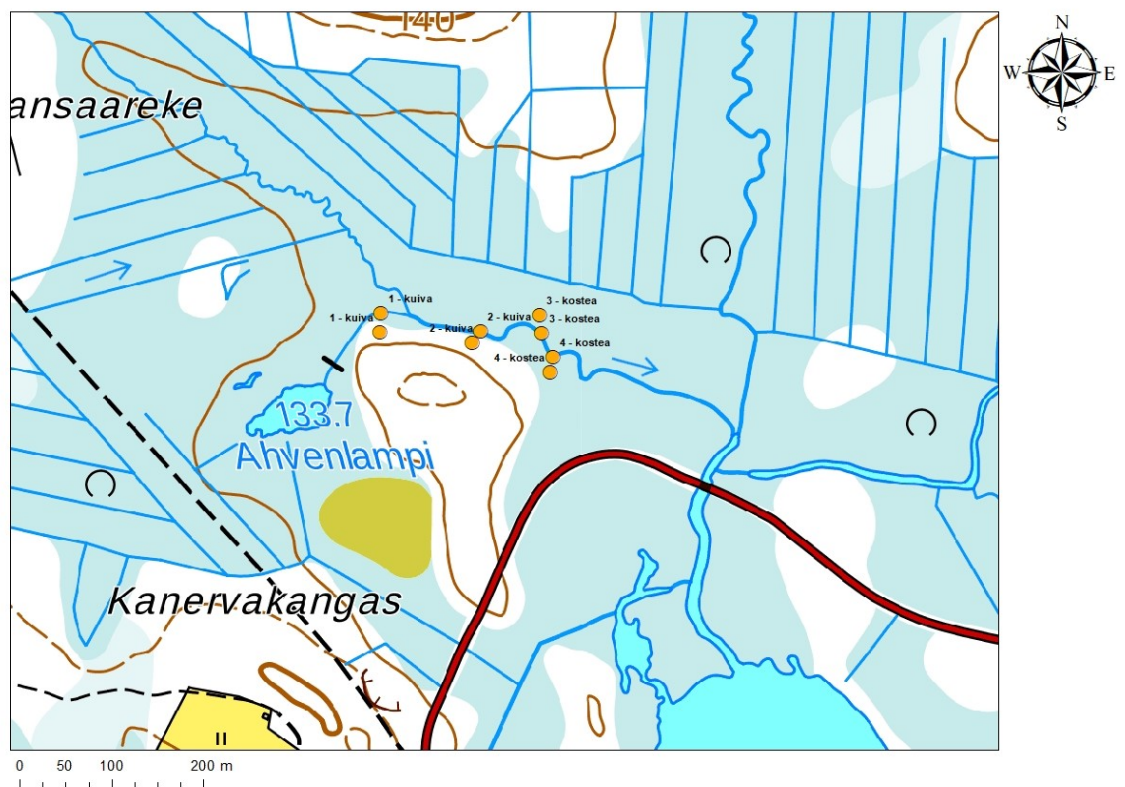 140
N
W E
S
ansaareke
1 - kuiva
3 - kostea
1 - kuiva
2 - kuiva
3 - kostea
2 - kuiva
4 - kostea
4 - kostea
133.7
Ahvenlampi
Kanervakangas
II
0 50 100 200 m